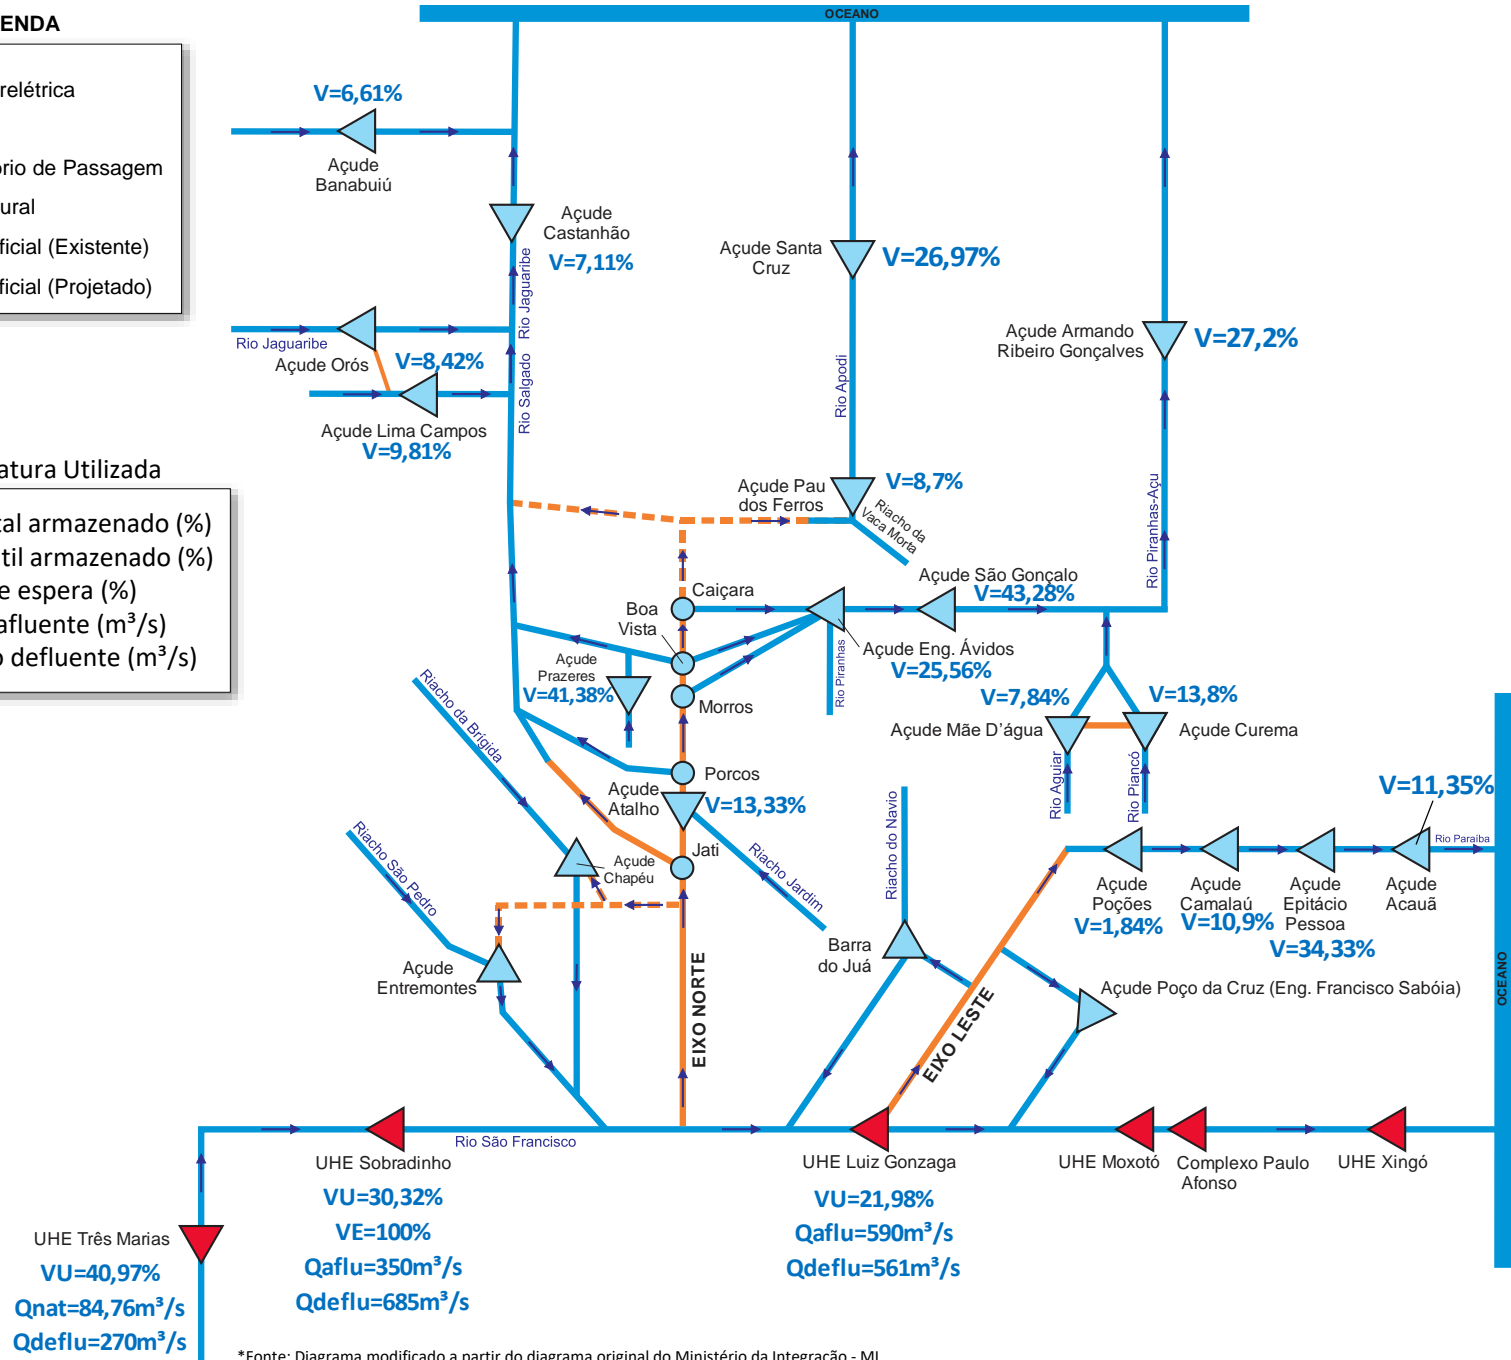 OCEANO
ENDA
relétrica
ório de Passagem
ural
ficial (Existente)
ficial (Projetado)
V=6,61%
Açude
Banabuiú
Açude
Castanhão
V=7,11%
Rio Jaguaribe
Açude Santa
Cruz
V=26,97%
Rio Jaguaribe
Açude Orós
V=8,42%
Rio Salgado
Açude Lima Campos
V=9,81%
Rio Apodi
Açude Armando
Ribeiro Gonçalves
V=27,2%
atura Utilizada
tal armazenado (%)
til armazenado (%)
e espera (%)
afluente (m³/s)
o defluente (m³/s)
Açude Pau
dos Ferros
V=8,7%
Riacho da
Vaca Morta
Rio Piranhas-Açu
Caiçara
Boa
Vista
Açude São Gonçalo
V=43,28%
Açude Eng. Ávidos
V=25,56%
Rio Piranhas
Açude
Prazeres
V=41,38%
Morros
Riacho da Brígida
V=7,84%
Açude Mãe D'água
V=13,8%
Açude Curema
Rio Aguiar
Rio Piancó
Porcos
Açude
Atalho
V=13,33%
Jati
Riacho Jardim
Açude
Chapéu
Riacho São Pedro
Açude
Entremontes
EIXO NORTE
Riacho do Navio
Barra
do Juá
V=11,35%
Rio Paraíba
Açude
Poções
V=1,84%
Açude
Camalaú
V=10,9%
Açude
Epitácio
Pessoa
V=34,33%
Açude
Acauã
Açude Poço da Cruz (Eng. Francisco Sabóia)
EIXO LESTE
OCEANO
Rio São Francisco
UHE Sobradinho
VU=30,32%
VE=100%
Qaflu=350m³/s
Qdeflu=685m³/s
UHE Luiz Gonzaga
VU=21,98%
Qaflu=590m³/s
Qdeflu=561m³/s
UHE Moxotó
Complexo Paulo
Afonso
UHE Xingó
UHE Três Marias
VU=40,97%
Qnat=84,76m³/s
Qdeflu=270m³/s
*Fonte: Diagrama modificado a partir do diagrama original do Ministério da Integração - MI